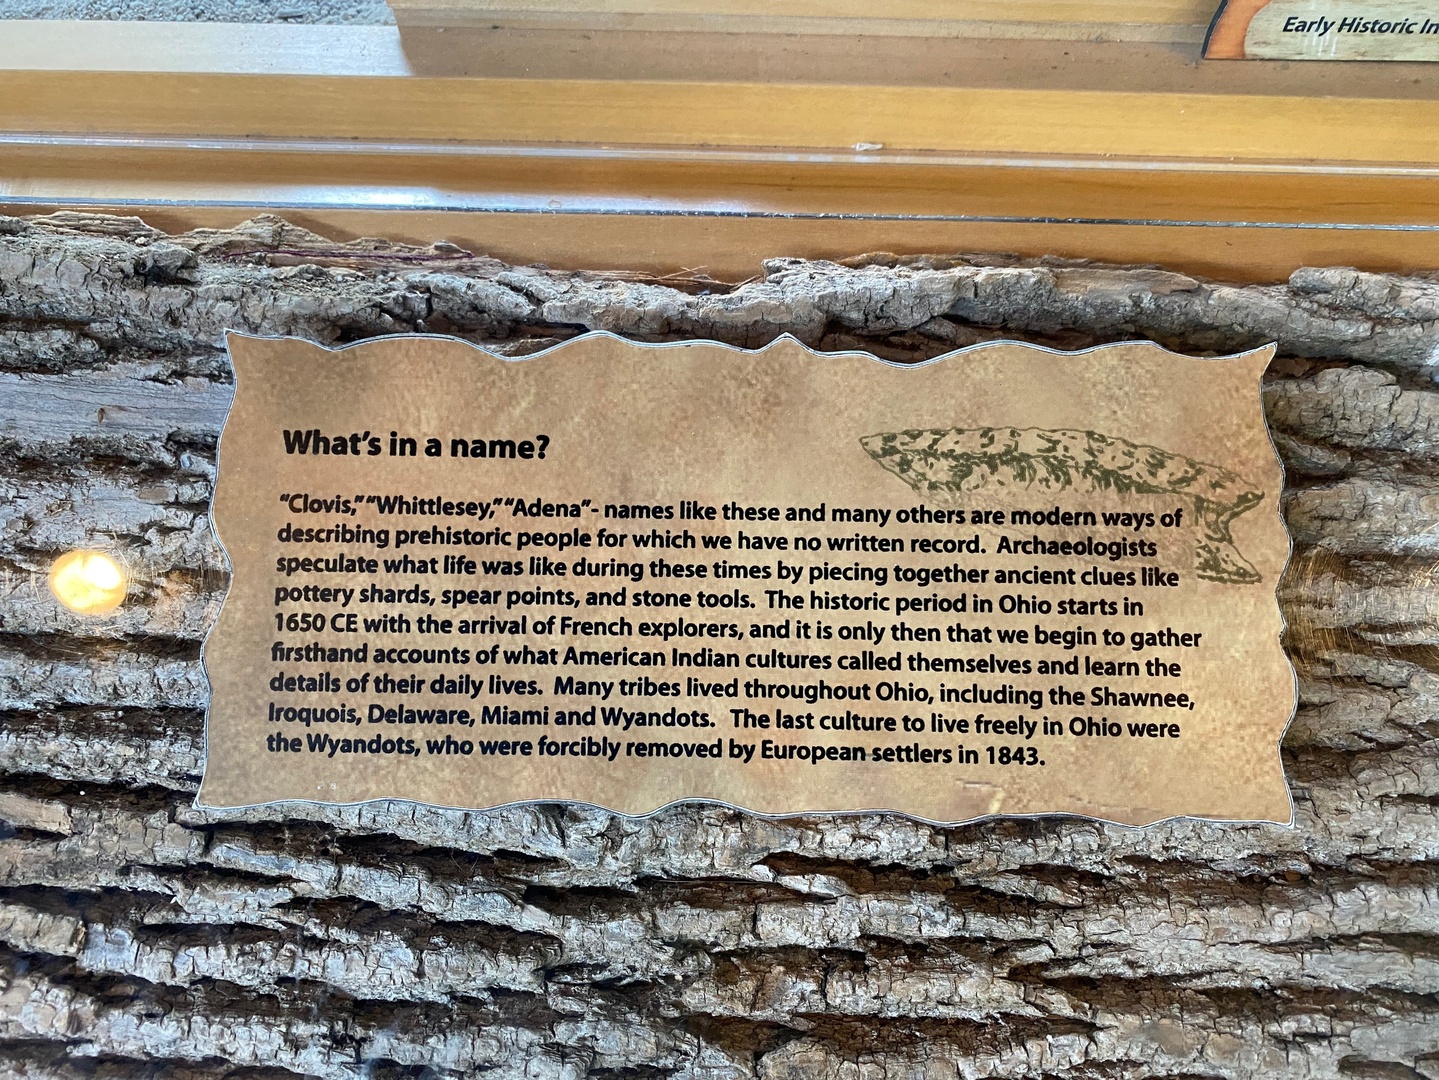 Early Historic In
What's in a name?
"Clovis," "Whittlesey," "Adena"- names like these and many others are modern ways of
describing prehistoric people for which we have no written record. Archaeologists
speculate what life was like during these times by piecing together ancient clues like
pottery shards, spear points, and stone tools. The historic period in Ohio starts in
1650 CE with the arrival of French explorers, and it is only then that we begin to gather
firsthand accounts of what American Indian cultures called themselves and learn the
details of their daily lives. Many tribes lived throughout Ohio, including the Shawnee,
Iroquois, Delaware, Miami and Wyandots. The last culture to live freely in Ohio were
the Wyandots, who were forcibly removed by European settlers in 1843.